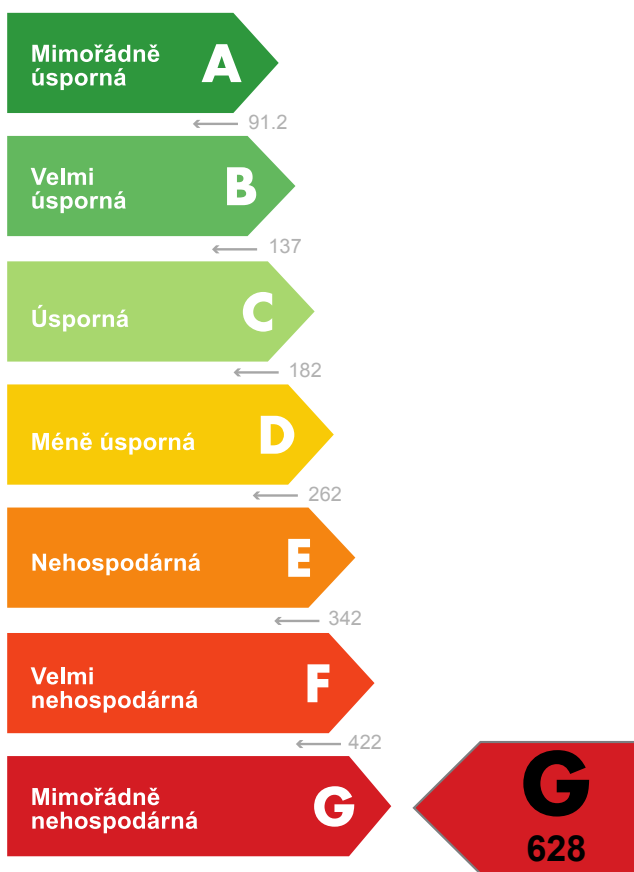 Mimořádně
úsporná
A
← 91.2
Velmi
úsporná
B
← 137
Úsporná
C
← 182
Méně úsporná
D
← 262
Nehospodárná
E
← 342
Velmi
nehospodárná
F
← 422
Mimořádně
nehospodárná
G
G
628